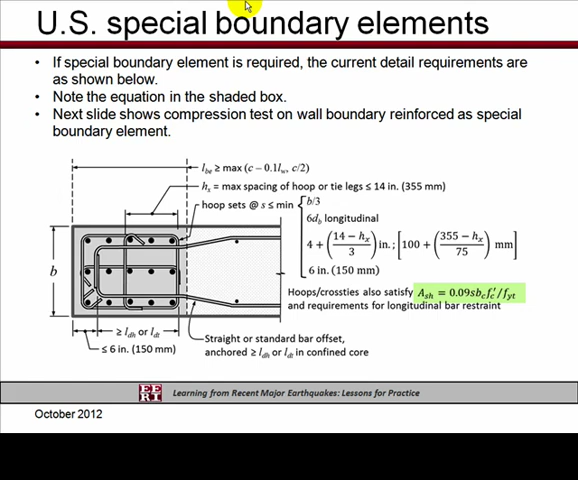 U.S. special boundary elements
• If special boundary element is required, the current detail requirements are
as shown below.
• Note the equation in the shaded box.
• Next slide shows compression test on wall boundary reinforced as special
boundary element.
l_be ≥ max (c – 0.1l_w, c/2)
h_x = max spacing of hoop or tie legs ≤ 14 in. (355 mm)
hoop sets @ s ≤ min { b/3
6d_b longitudinal
4 + ((14 – h_x)/3) in.; [100 + ((355 – h_x)/75) mm]
6 in. (150 mm)
b
Hoops/crossties also satisfy A_sh = 0.09sb_c f'_c / f_yt
and requirements for longitudinal bar restraint
≥ l_dh or l_dt
≤ 6 in. (150 mm)
Straight or standard bar offset,
anchored ≥ l_dh or l_dt in confined core
EE
RI
Learning from Recent Major Earthquakes: Lessons for Practice
October 2012